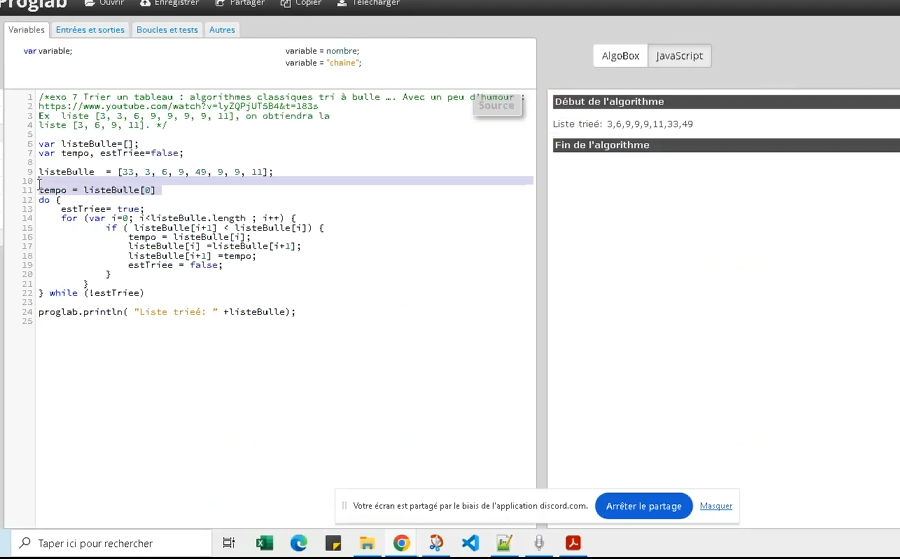 Proglab Ouvrir Enregistrer Partager Copier Télécharger
Variables Entrées et sorties Boucles et tests Autres
var variable; variable = nombre;
variable = "chaine";
AlgoBox JavaScript
Source
1 /*exo 7 Trier un tableau : algorithmes classiques tri à bulle …. Avec un peu d'humour :
2 https://www.youtube.com/watch?v=lyZQPjUTSB4&t=183s
3 Ex liste [3, 3, 6, 9, 9, 9, 9, 11], on obtiendra la
4 liste [3, 6, 9, 11]. */
5
6 var listeBulle=[];
7 var tempo, estTriee=false;
8
9 listeBulle = [33, 3, 6, 9, 49, 9, 9, 11];
10
11 tempo = listeBulle[0]
12 do {
13 estTriee= true;
14 for (var i=0; i<listeBulle.length ; i++) {
15 if ( listeBulle[i+1] < listeBulle[i]) {
16 tempo = listeBulle[i];
17 listeBulle[i] =listeBulle[i+1];
18 listeBulle[i+1] =tempo;
19 estTriee = false;
20 }
21 }
22 } while (!estTriee)
23
24 proglab.println( "Liste trieé: " +listeBulle);
25
Début de l'algorithme
Liste trieé: 3,6,9,9,9,11,33,49
Fin de l'algorithme
Votre écran est partagé par le biais de l'application discord.com. Arrêter le partage Masquer
Taper ici pour rechercher